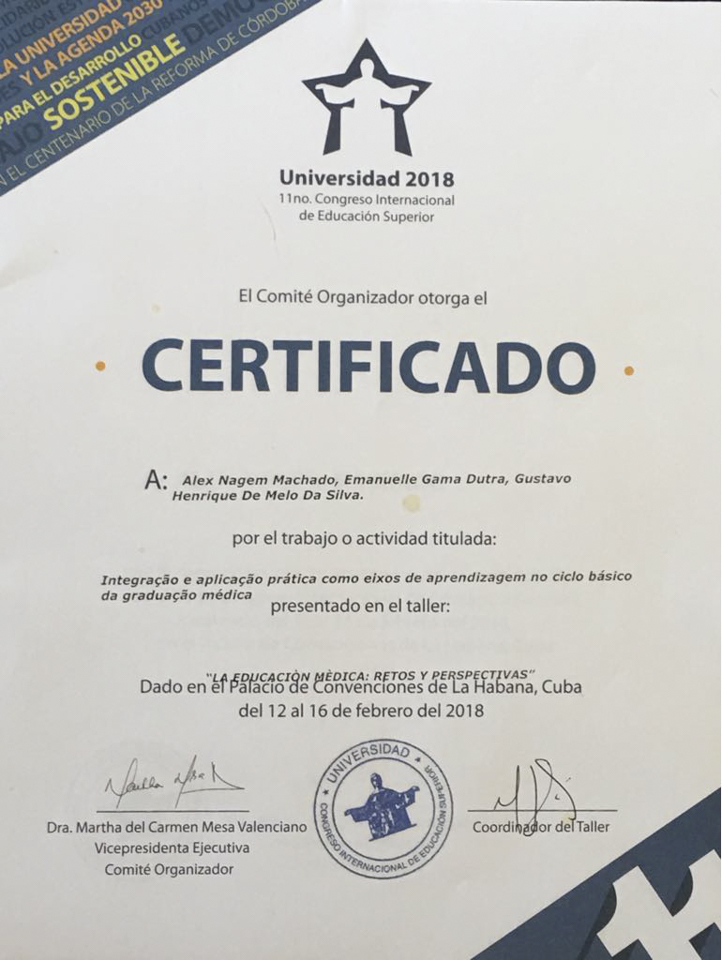 LA UNIVERSIDAD
Y LA AGENDA 2030
PARA EL DESARROLLO
SOSTENIBLE
EL CENTENARIO DE LA REFORMA DE CÓRDOBA
Universidad 2018
11no. Congreso Internacional
de Educación Superior
El Comité Organizador otorga el
CERTIFICADO
A: Alex Nagem Machado, Emanuelle Gama Dutra, Gustavo
Henrique De Melo Da Silva.
por el trabajo o actividad titulada:
Integração e aplicação prática como eixos de aprendizagem no ciclo básico
da graduação médica
presentado en el taller:
"LA EDUCACIÒN MÈDICA: RETOS Y PERSPECTIVAS"
Dado en el Palacio de Convenciones de La Habana, Cuba
del 12 al 16 de febrero del 2018
UNIVERSIDAD
CONGRESO INTERNACIONAL DE EDUCACIÓN SUPERIOR
Dra. Martha del Carmen Mesa Valenciano
Vicepresidenta Ejecutiva
Comité Organizador
Coordinador del Taller
11